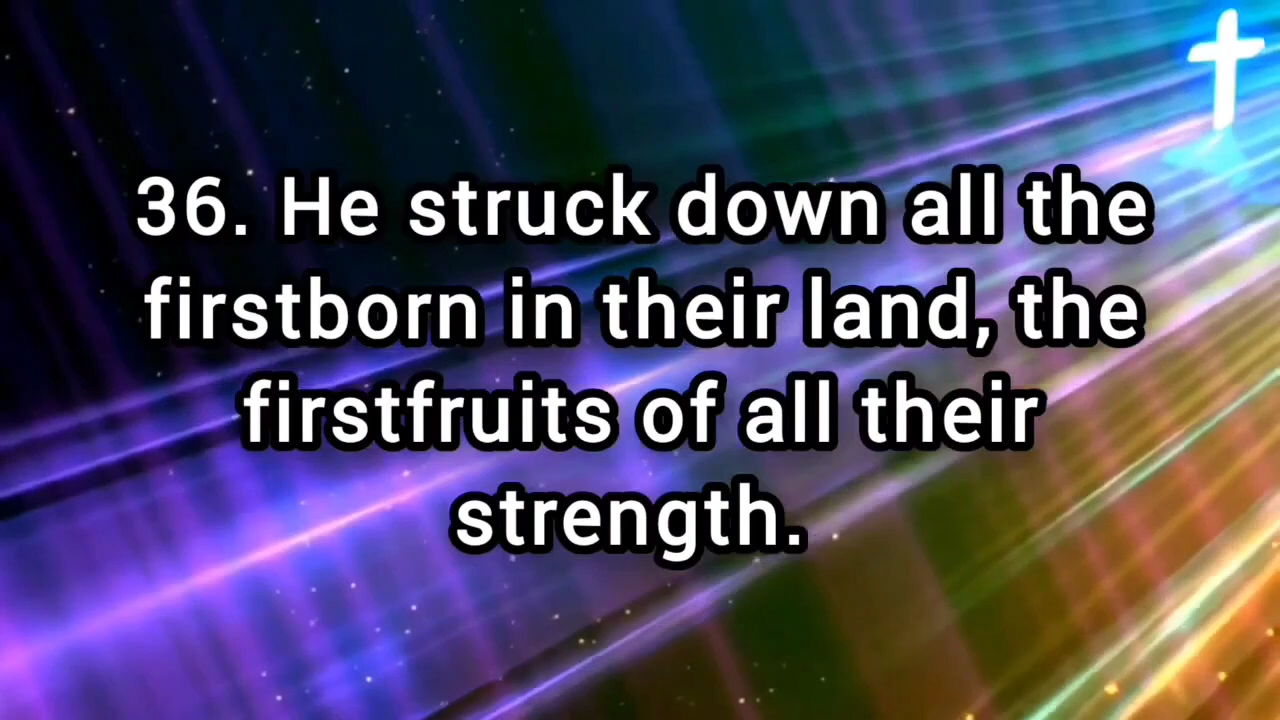 36. He struck down all the
firstborn in their land, the
firstfruits of all their
strength.